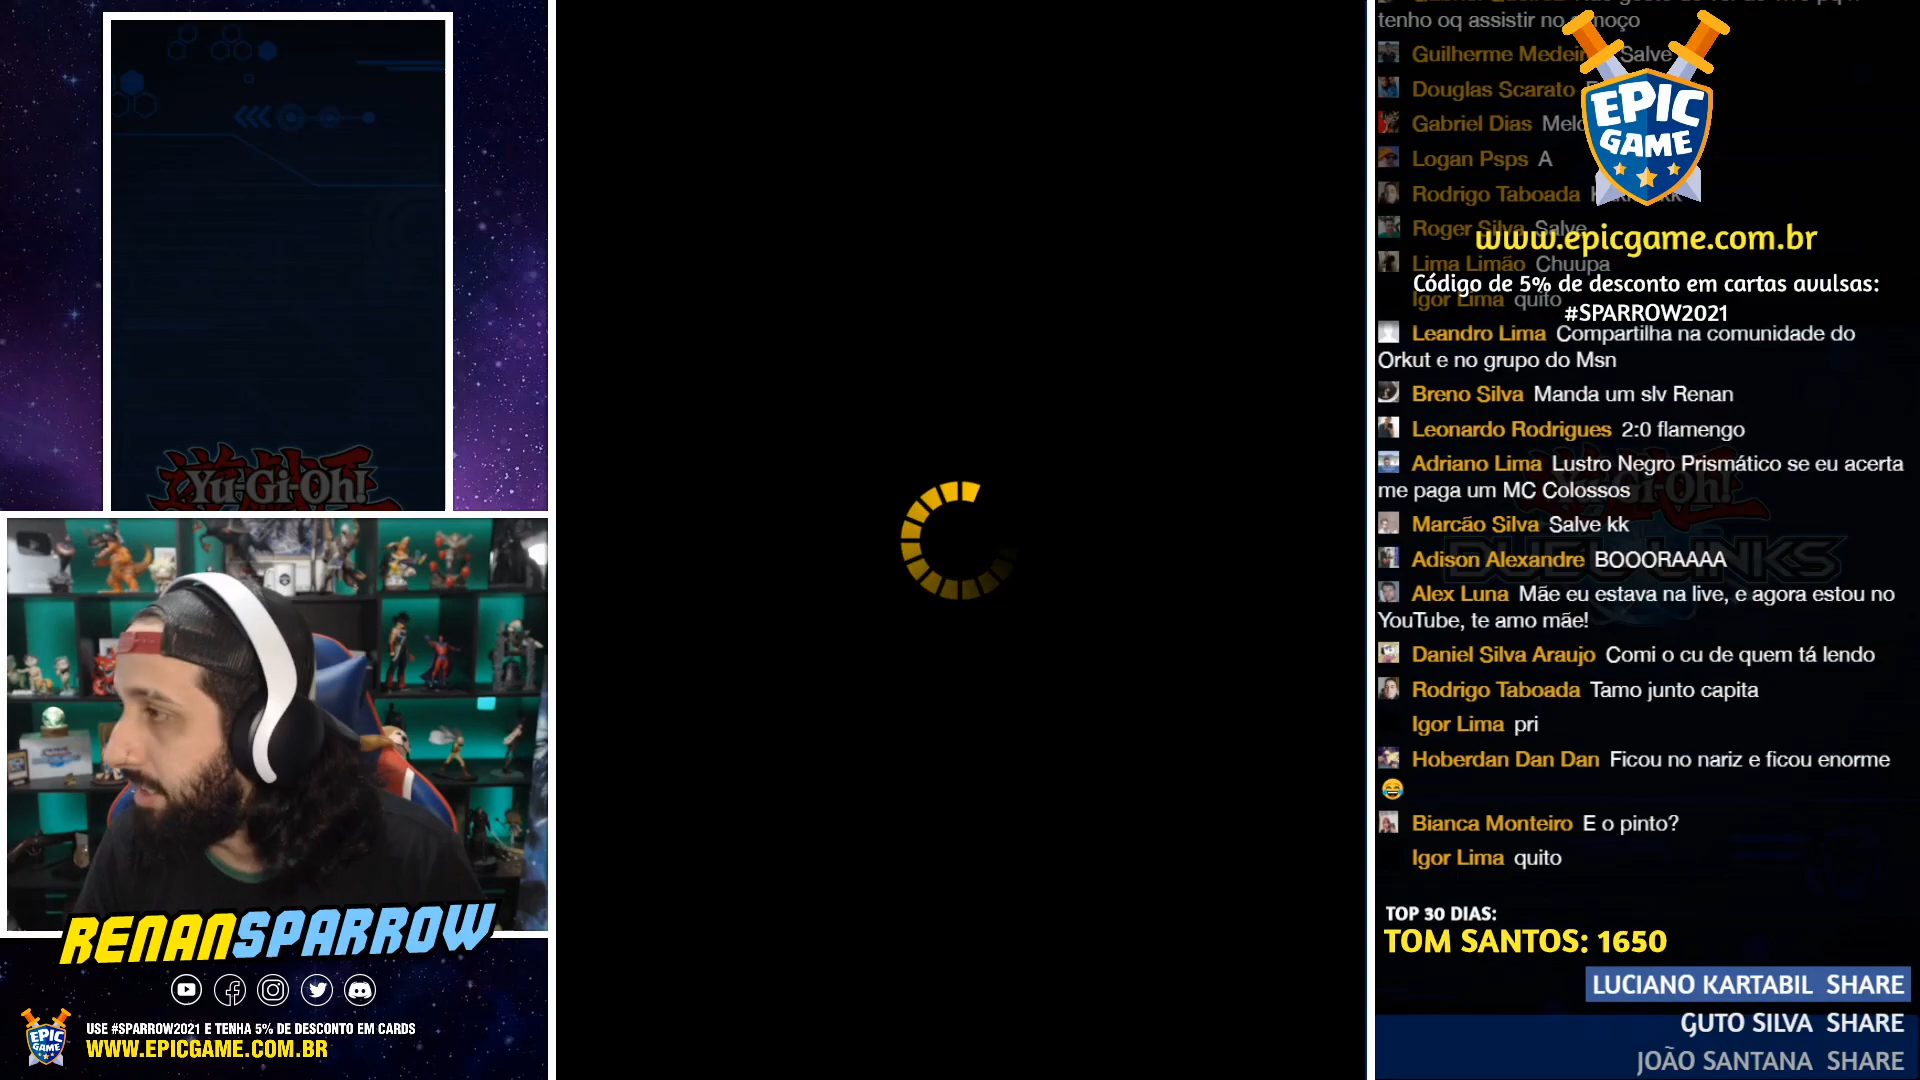 Yu-Gi-Oh!
RENANSPARROW
EPIC
GAME
USE #SPARROW2021 E TENHA 5% DE DESCONTO EM CARDS
WWW.EPICGAME.COM.BR
tenho oq assistir no
Guilherme Salve
Douglas Scarato
Gabriel Dias
Logan Psps A
Rodrigo Taboada
Roger Silva Salve
Lima Limão Chuupa
Igor Lima quito
EPIC
GAME
www.epicgame.com.br
Código de 5% de desconto em cartas avulsas:
#SPARROW2021
Leandro Lima Compartilha na comunidade do
Orkut e no grupo do Msn
Breno Silva Manda um slv Renan
Leonardo Rodrigues 2:0 flamengo
Adriano Lima Lustro Negro Prismático se eu acerta
me paga um MC Colossos
Marcão Silva Salve kk
Adison Alexandre BOOORAAAA
Alex Luna Mãe eu estava na live, e agora estou no
YouTube, te amo mãe!
Daniel Silva Araujo Comi o cu de quem tá lendo
Rodrigo Taboada Tamo junto capita
Igor Lima pri
Hoberdan Dan Dan Ficou no nariz e ficou enorme
😂
Bianca Monteiro E o pinto?
Igor Lima quito
Yu-Gi-Oh!
DUEL LINKS
TOP 30 DIAS:
TOM SANTOS: 1650
LUCIANO KARTABIL SHARE
GUTO SILVA SHARE
JOÃO SANTANA SHARE